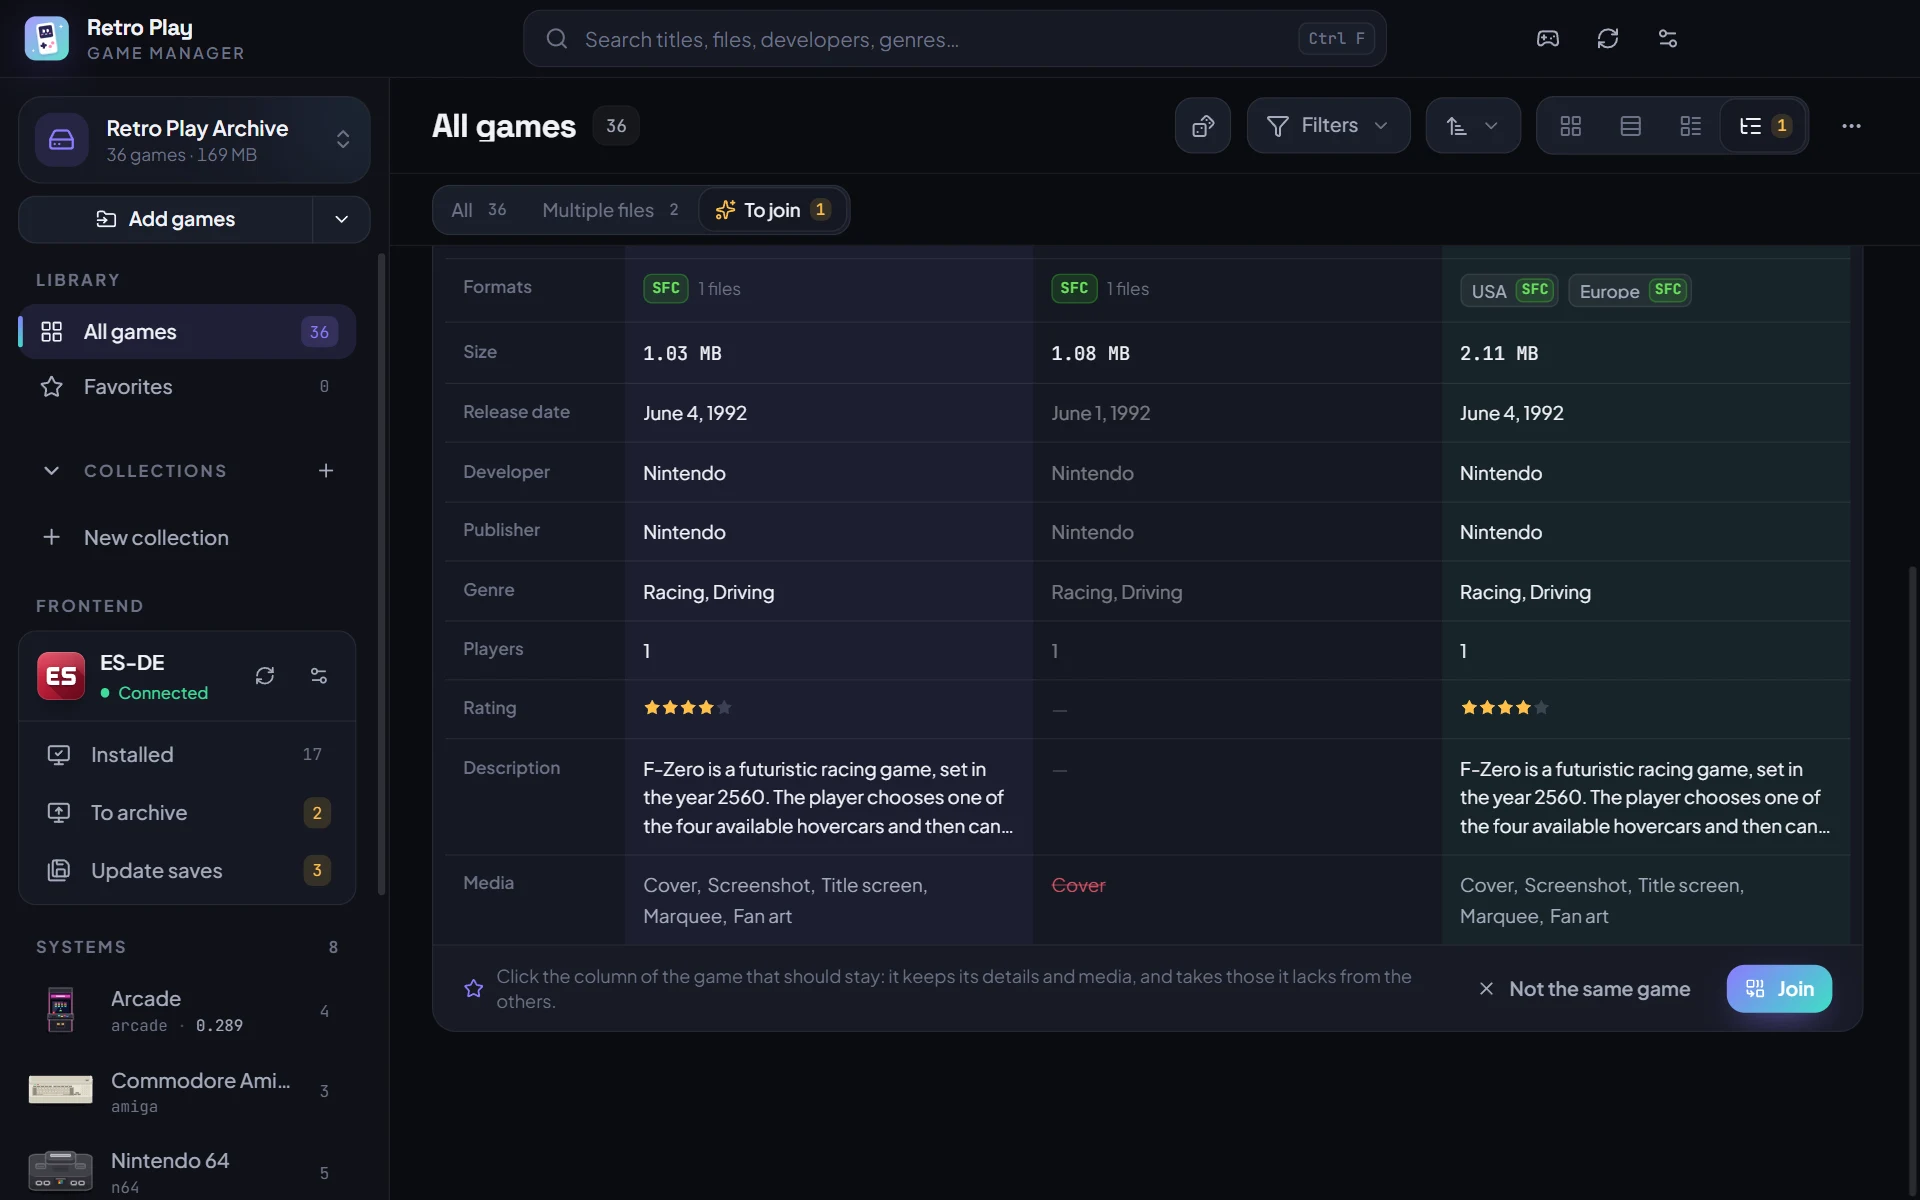 Retro Play
GAME MANAGER
Search titles, files, developers, genres...
Ctrl F
Retro Play Archive
36 games · 169 MB
Add games
LIBRARY
All games
36
Favorites
0
COLLECTIONS
New collection
FRONTEND
ES
ES-DE
Connected
Installed
17
To archive
2
Update saves
3
SYSTEMS
8
Arcade
arcade · 0.289
4
Commodore Ami...
amiga
3
Nintendo 64
n64
5
All games
36
Filters
1
All 36
Multiple files 2
To join 1
Formats
SFC 1 files
SFC 1 files
USA SFC
Europe SFC
Size
1.03 MB
1.08 MB
2.11 MB
Release date
June 4, 1992
June 1, 1992
June 4, 1992
Developer
Nintendo
Nintendo
Nintendo
Publisher
Nintendo
Nintendo
Nintendo
Genre
Racing, Driving
Racing, Driving
Racing, Driving
Players
1
1
1
Rating
—
Description
F-Zero is a futuristic racing game, set in
the year 2560. The player chooses one of
the four available hovercars and then can...
—
F-Zero is a futuristic racing game, set in
the year 2560. The player chooses one of
the four available hovercars and then can...
Media
Cover, Screenshot, Title screen,
Marquee, Fan art
Cover
Cover, Screenshot, Title screen,
Marquee, Fan art
Click the column of the game that should stay: it keeps its details and media, and takes those it lacks from the
others.
Not the same game
Join